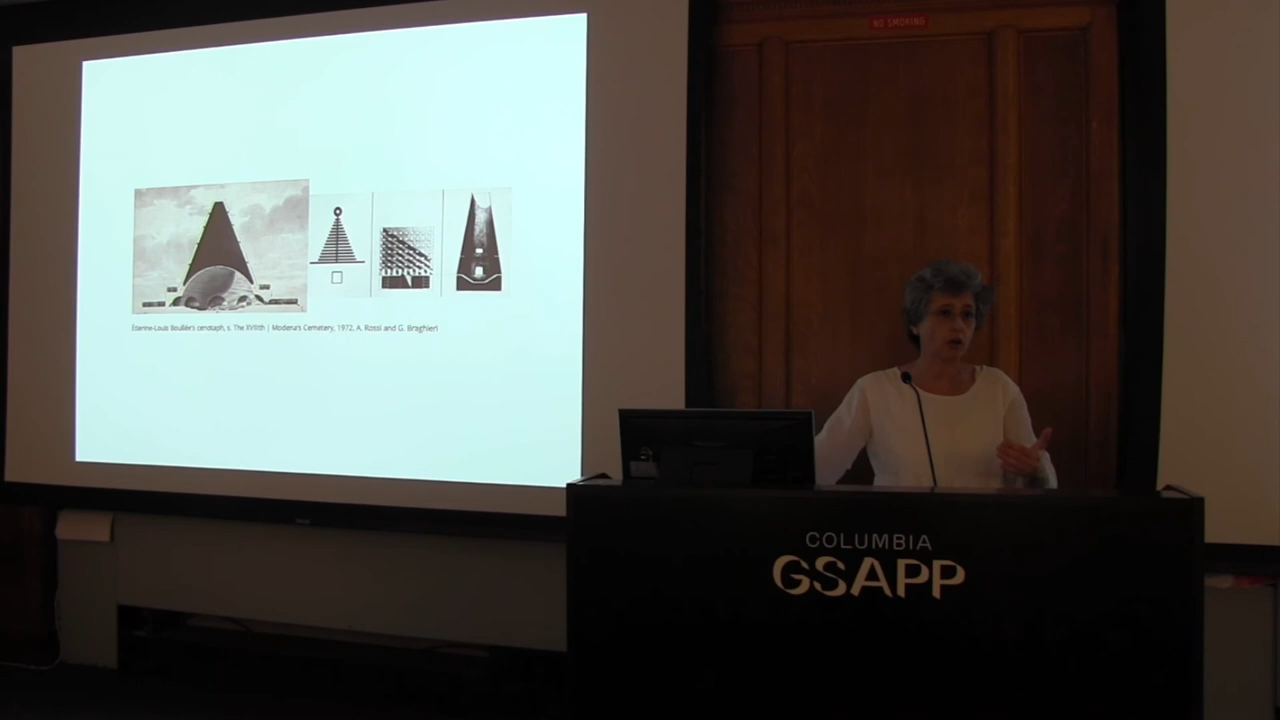 NO SMOKING
Étienne-Louis Boullée's cenotaph, s. The XVIIIth | Modena's Cemetery, 1972, A. Rossi and G. Braghieri
COLUMBIA
GSAPP